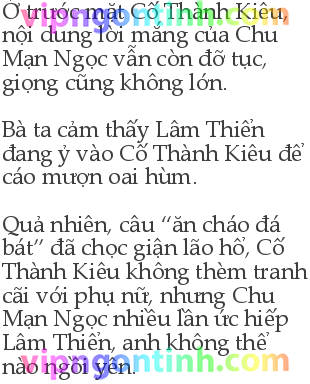 Ở trước mặt Cố Thành Kiêu,
nội dung lời mắng của Chu
Mạn Ngọc vẫn còn đỡ tục,
giọng cũng không lớn.
Bà ta cảm thấy Lâm Thiển
đang ỷ vào Cố Thành Kiêu để
cáo mượn oai hùm.
Quả nhiên, câu “ăn cháo đá
bát” đã chọc giận lão hổ, Cố
Thành Kiêu không thèm tranh
cãi với phụ nữ, nhưng Chu
Mạn Ngọc nhiều lần ức hiếp
Lâm Thiển, anh không thể
nào ngồi yên.
vipngontinh.com
vipngontinh.com